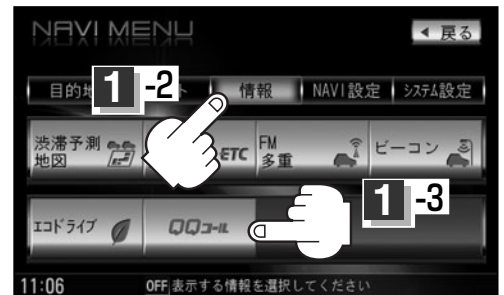 NAVI MENU
戻る
目的地
1-2
ト
情報
NAVI設定
システム設定
渋滞予測
地図
ETC
FM
多重
ビーコン
1-3
エコドライブ
QQコール
11:06
OFF 表示する情報を選択してください